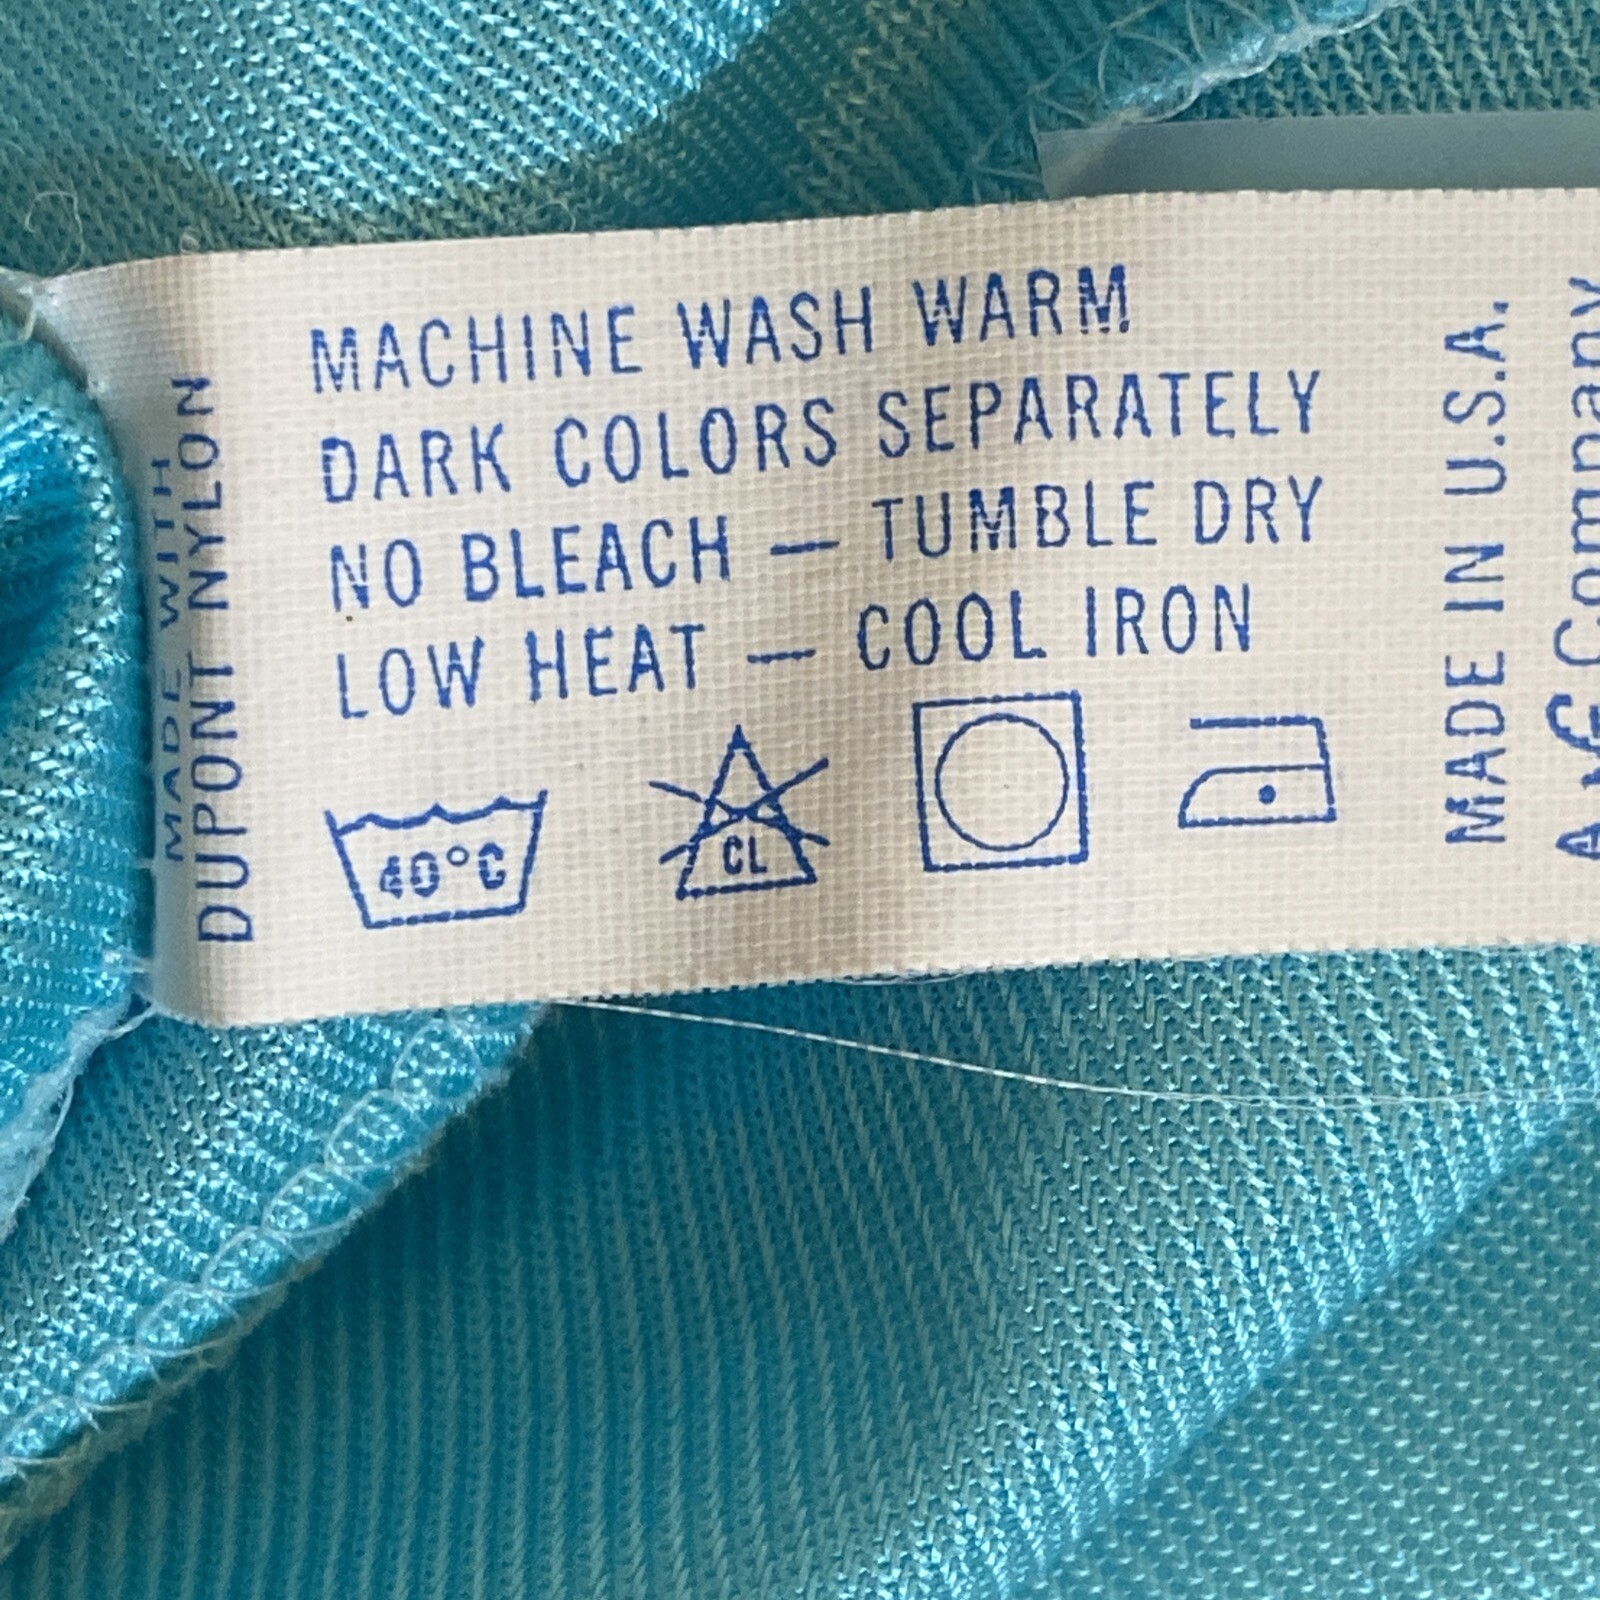 MADE WITH
DUPONT NYLON
MACHINE WASH WARM
DARK COLORS SEPARATELY
NO BLEACH — TUMBLE DRY
LOW HEAT — COOL IRON
40°C
CL
MADE IN U.S.A.
Company